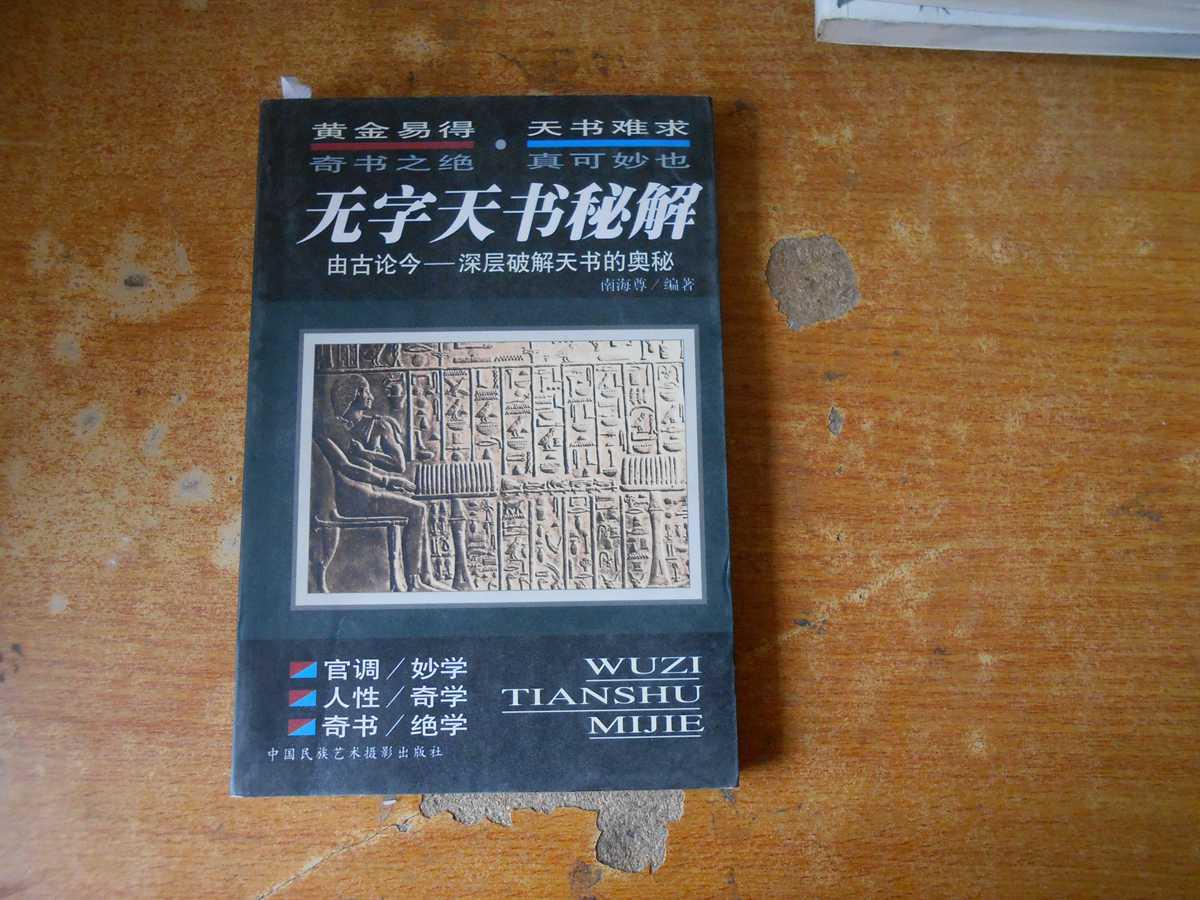 黄金易得·天书难求
奇书之绝 真可妙也
无字天书秘解
由古论今—深层破解天书的奥秘
南海尊/编著
官调/妙学
人性/奇学
奇书/绝学
WUZI
TIANSHU
MIJIE
中国民族艺术摄影出版社